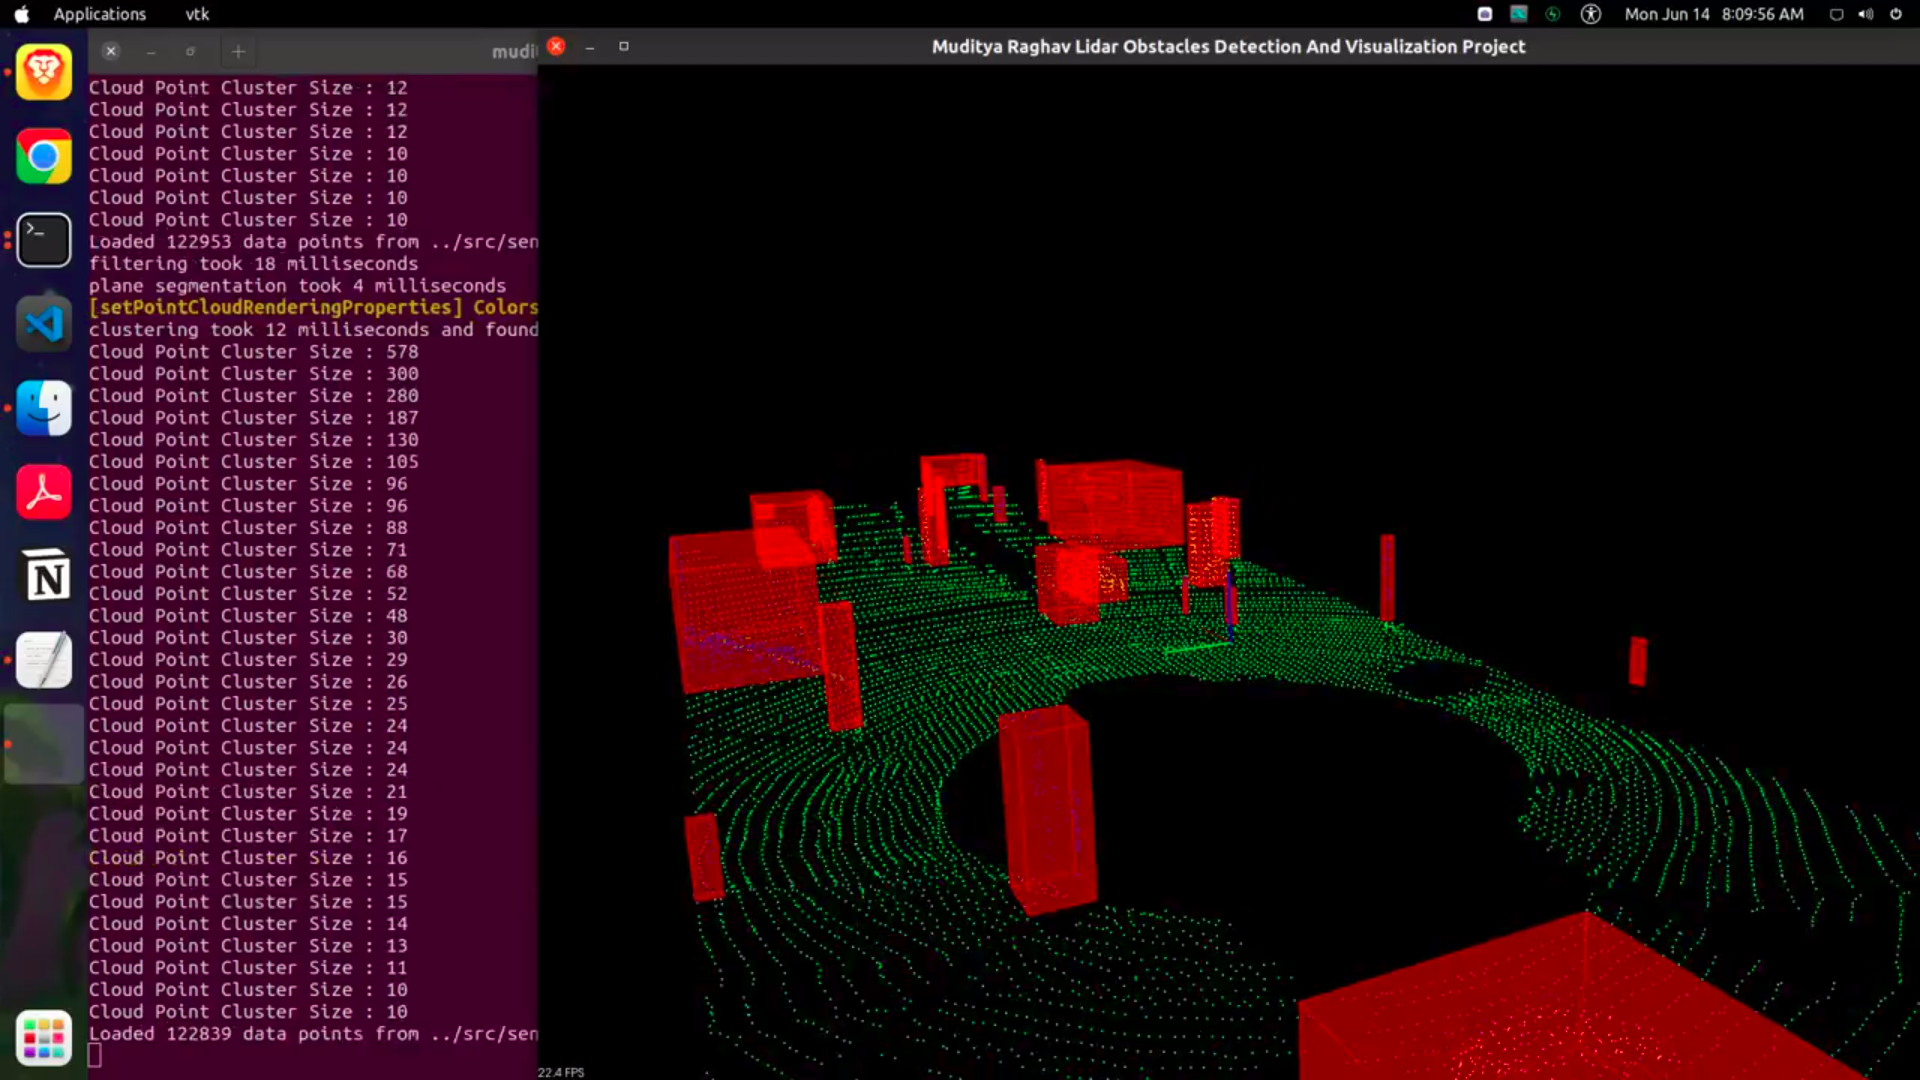 Applications vtk Mon Jun 14 8:09:56 AM
mudi
Muditya Raghav Lidar Obstacles Detection And Visualization Project
Cloud Point Cluster Size : 12
Cloud Point Cluster Size : 12
Cloud Point Cluster Size : 12
Cloud Point Cluster Size : 10
Cloud Point Cluster Size : 10
Cloud Point Cluster Size : 10
Cloud Point Cluster Size : 10
Loaded 122953 data points from ../src/sen
filtering took 18 milliseconds
plane segmentation took 4 milliseconds
[setPointCloudRenderingProperties] Colors
clustering took 12 milliseconds and found
Cloud Point Cluster Size : 578
Cloud Point Cluster Size : 300
Cloud Point Cluster Size : 280
Cloud Point Cluster Size : 187
Cloud Point Cluster Size : 130
Cloud Point Cluster Size : 105
Cloud Point Cluster Size : 96
Cloud Point Cluster Size : 96
Cloud Point Cluster Size : 88
Cloud Point Cluster Size : 71
Cloud Point Cluster Size : 68
Cloud Point Cluster Size : 52
Cloud Point Cluster Size : 48
Cloud Point Cluster Size : 30
Cloud Point Cluster Size : 29
Cloud Point Cluster Size : 26
Cloud Point Cluster Size : 25
Cloud Point Cluster Size : 24
Cloud Point Cluster Size : 24
Cloud Point Cluster Size : 24
Cloud Point Cluster Size : 21
Cloud Point Cluster Size : 19
Cloud Point Cluster Size : 17
Cloud Point Cluster Size : 16
Cloud Point Cluster Size : 15
Cloud Point Cluster Size : 15
Cloud Point Cluster Size : 14
Cloud Point Cluster Size : 13
Cloud Point Cluster Size : 11
Cloud Point Cluster Size : 10
Cloud Point Cluster Size : 10
Loaded 122839 data points from ../src/sen
22.4 FPS